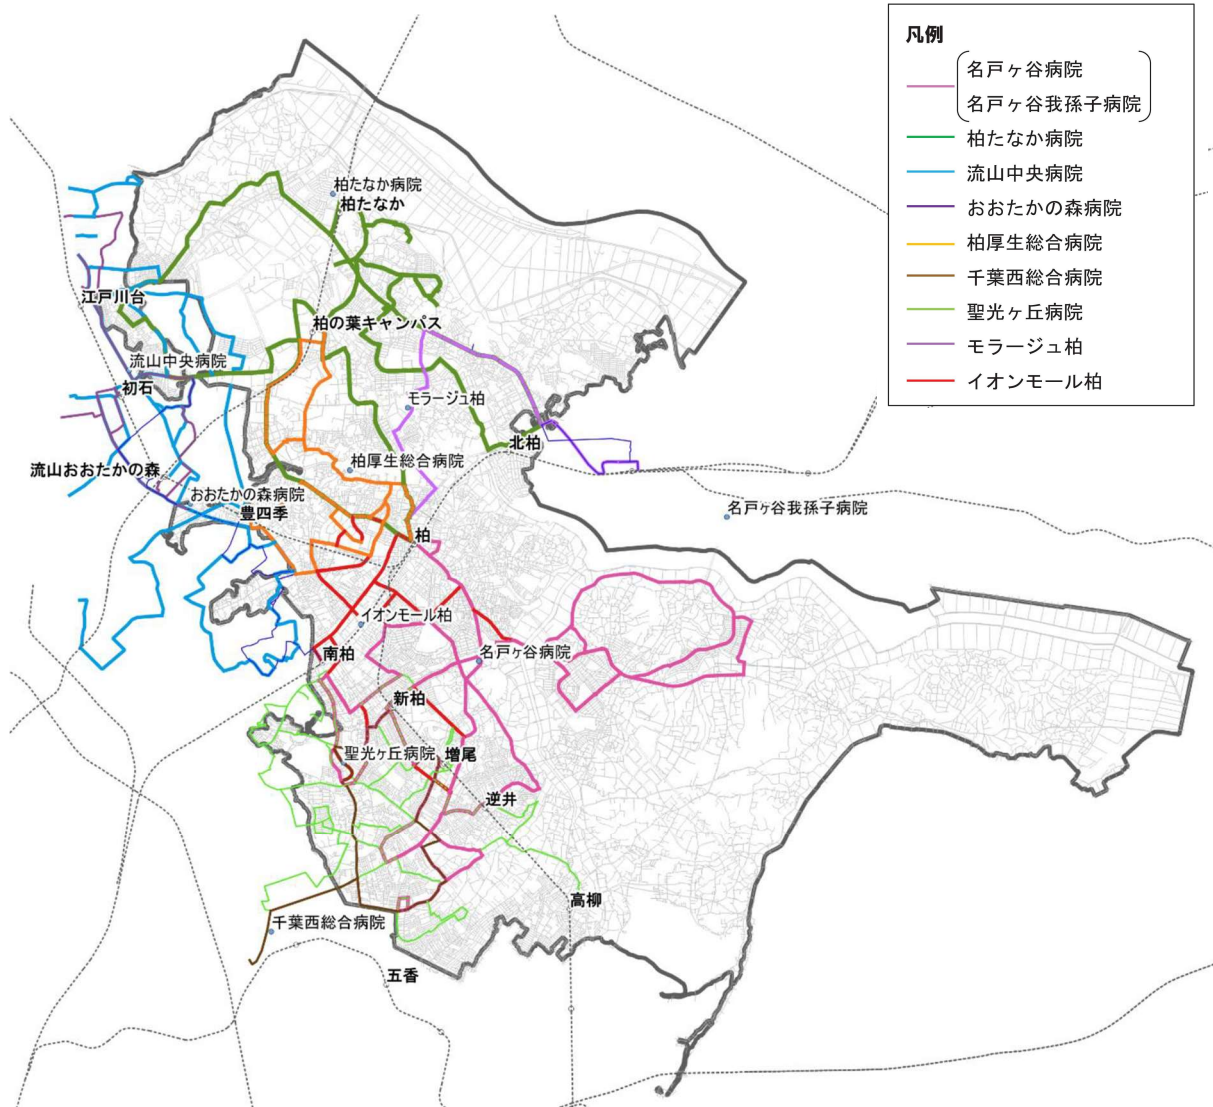 凡例
名戸ヶ谷病院
名戸ヶ谷我孫子病院
柏たなか病院
流山中央病院
おおたかの森病院
柏厚生総合病院
千葉西総合病院
聖光ヶ丘病院
モラージュ柏
イオンモール柏
柏たなか病院
柏たなか
江戸川台
柏の葉キャンパス
流山中央病院
初石
モラージュ柏
北柏
柏厚生総合病院
流山おおたかの森
おおたかの森病院
豊四季
名戸ヶ谷我孫子病院
柏
イオンモール柏
南柏
名戸ヶ谷病院
新柏
聖光ヶ丘病院
増尾
逆井
高柳
千葉西総合病院
五香